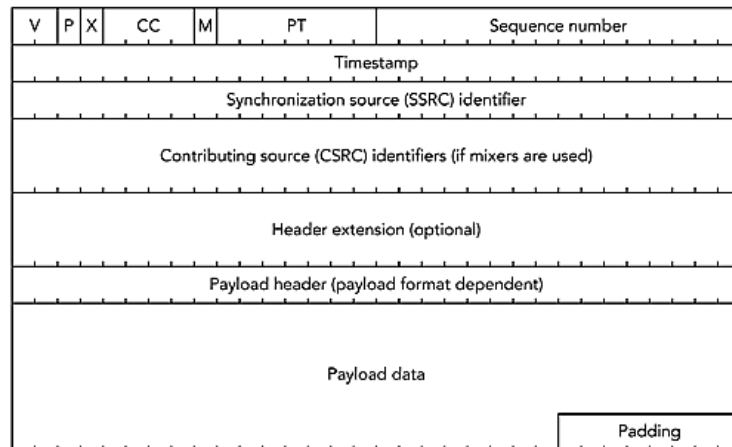 V P X CC M PT Sequence number
Timestamp
Synchronization source (SSRC) identifier
Contributing source (CSRC) identifiers (if mixers are used)
Header extension (optional)
Payload header (payload format dependent)
Payload data
Padding